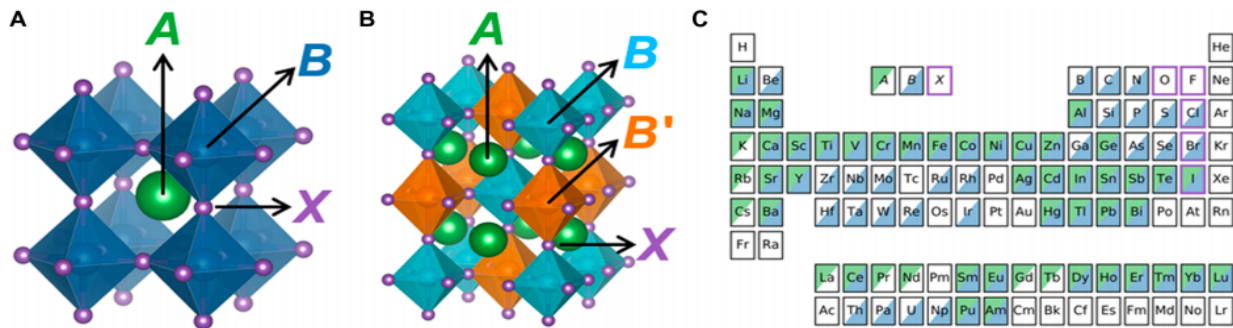 A
A
B
X
B
A
B
B'
X
C
H He
Li Be A B X B C N O F Ne
Na Mg Al Si P S Cl Ar
K Ca Sc Ti V Cr Mn Fe Co Ni Cu Zn Ga Ge As Se Br Kr
Rb Sr Y Zr Nb Mo Tc Ru Rh Pd Ag Cd In Sn Sb Te I Xe
Cs Ba Hf Ta W Re Os Ir Pt Au Hg Tl Pb Bi Po At Rn
Fr Ra
La Ce Pr Nd Pm Sm Eu Gd Tb Dy Ho Er Tm Yb Lu
Ac Th Pa U Np Pu Am Cm Bk Cf Es Fm Md No Lr